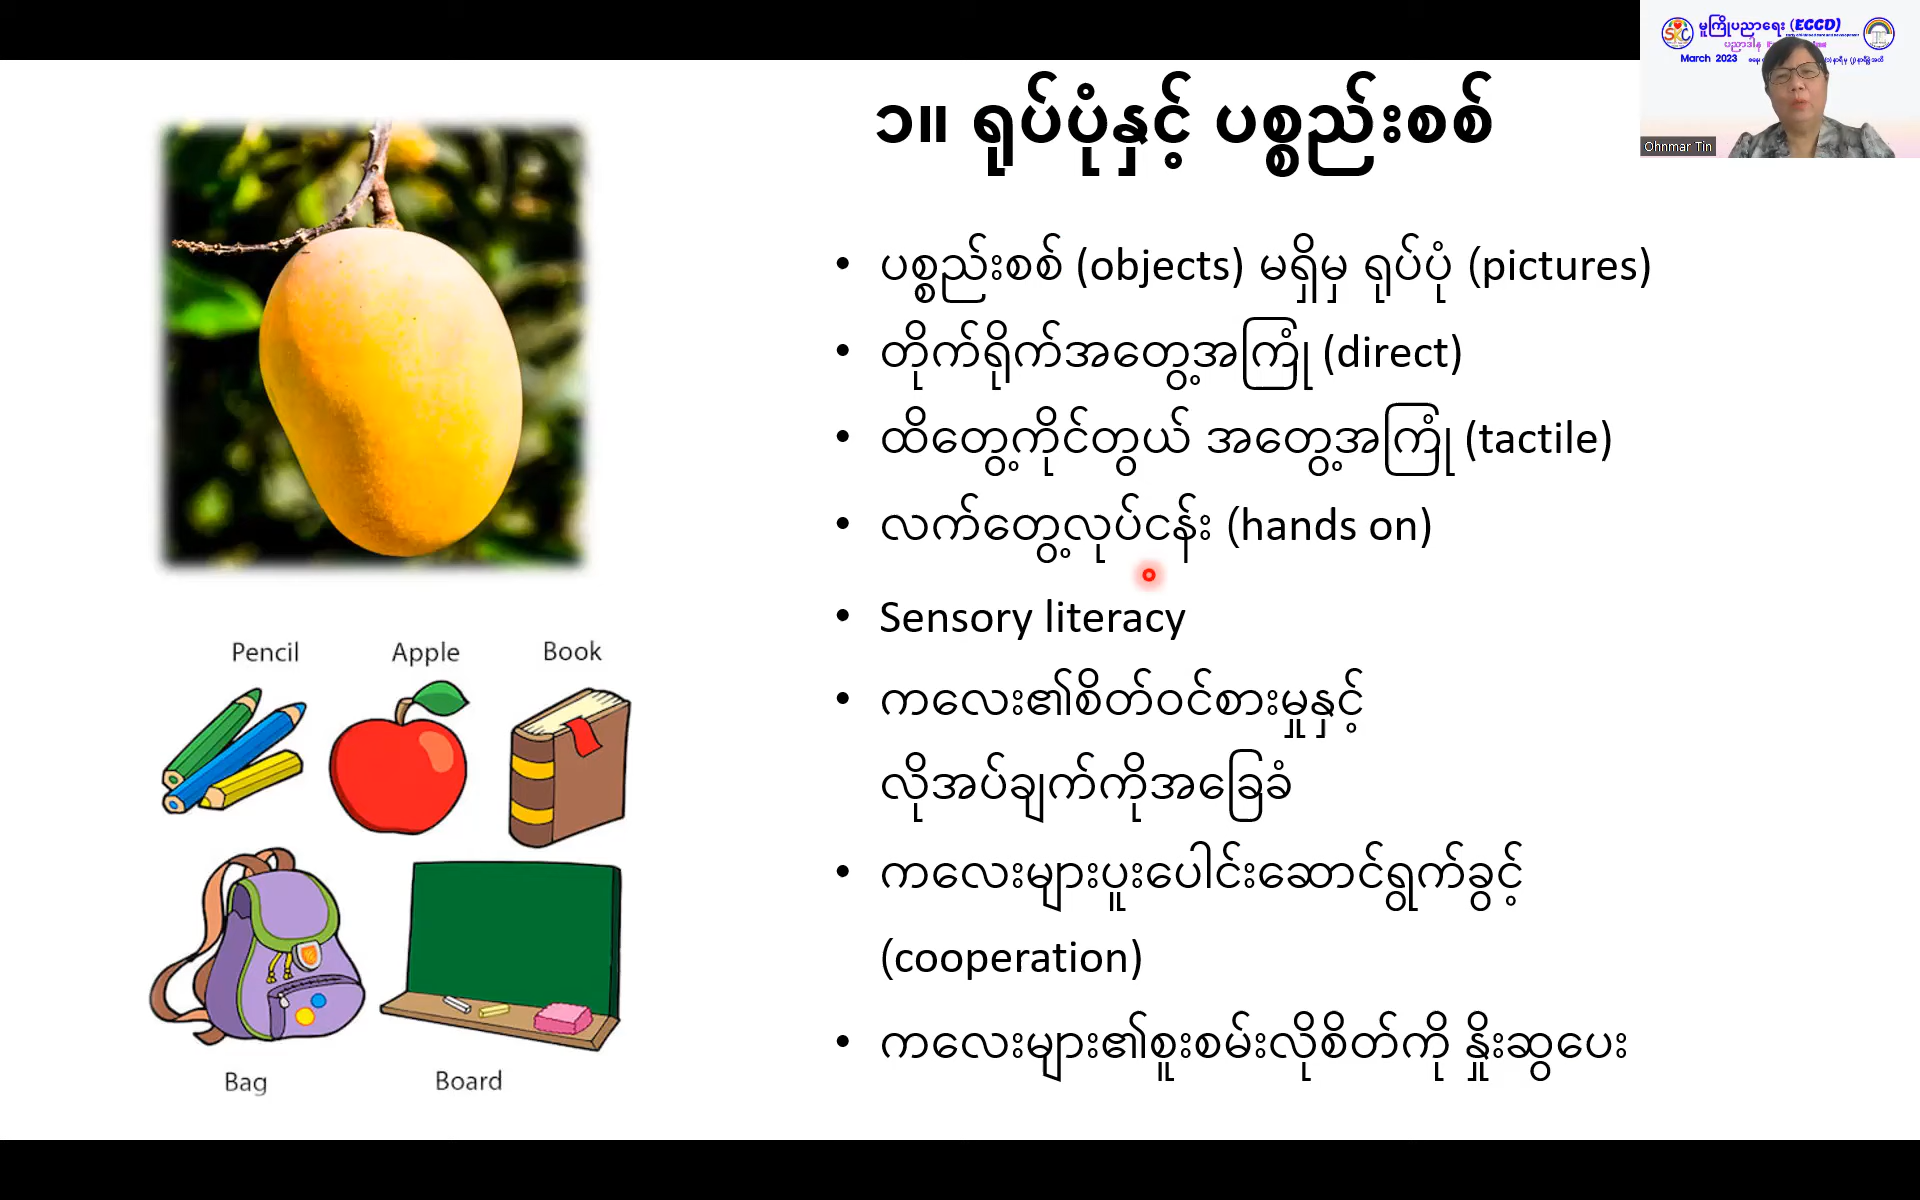 မူကြိုပညာရေး (ECCD)
March 2023
Ohnmar Tin
၁။ ရုပ်ပုံနှင့် ပစ္စည်းစစ်
• ပစ္စည်းစစ် (objects) မရှိမှ ရုပ်ပုံ (pictures)
• တိုက်ရိုက်အတွေ့အကြုံ (direct)
• ထိတွေ့ကိုင်တွယ် အတွေ့အကြုံ (tactile)
• လက်တွေ့လုပ်ငန်း (hands on)
• Sensory literacy
• ကလေး၏စိတ်ဝင်စားမှုနှင့်
လိုအပ်ချက်ကိုအခြေခံ
• ကလေးများပူးပေါင်းဆောင်ရွက်ခွင့်
(cooperation)
• ကလေးများ၏စူးစမ်းလိုစိတ်ကို နှိုးဆွပေး
Pencil Apple Book
Bag Board